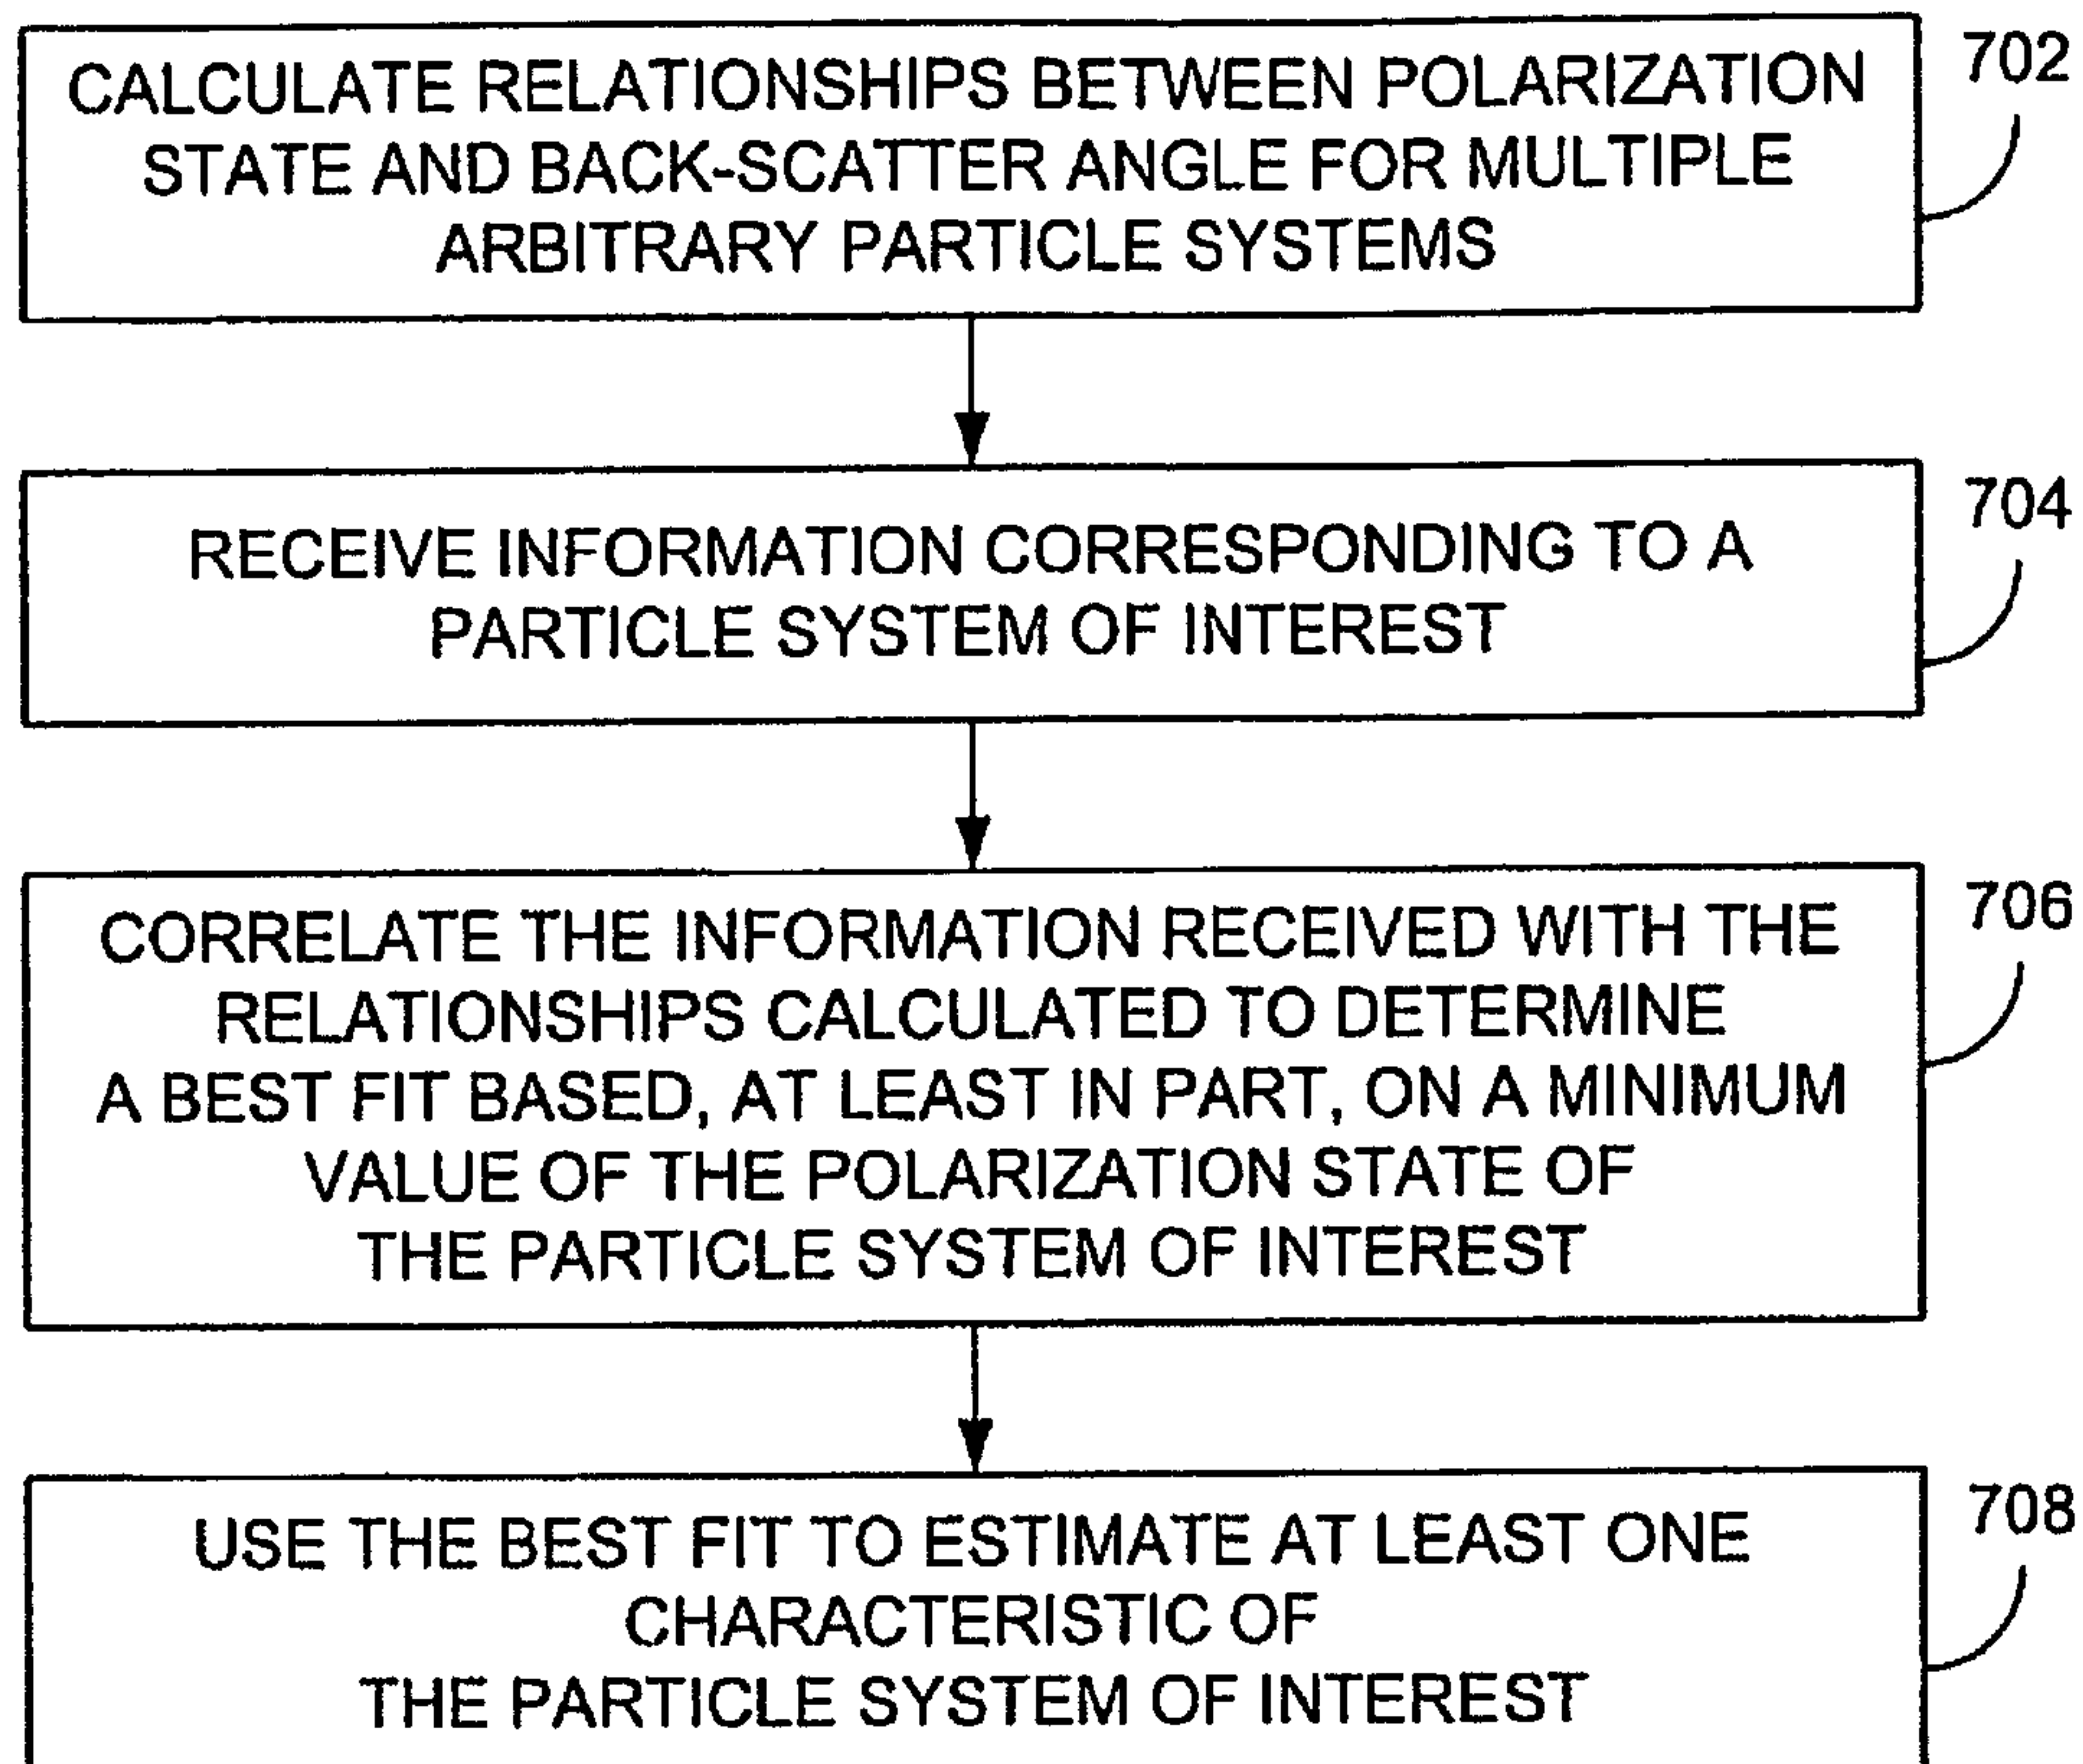 CALCULATE RELATIONSHIPS BETWEEN POLARIZATION
STATE AND BACK-SCATTER ANGLE FOR MULTIPLE
ARBITRARY PARTICLE SYSTEMS
702
RECEIVE INFORMATION CORRESPONDING TO A
PARTICLE SYSTEM OF INTEREST
704
CORRELATE THE INFORMATION RECEIVED WITH THE
RELATIONSHIPS CALCULATED TO DETERMINE
A BEST FIT BASED, AT LEAST IN PART, ON A MINIMUM
VALUE OF THE POLARIZATION STATE OF
THE PARTICLE SYSTEM OF INTEREST
706
USE THE BEST FIT TO ESTIMATE AT LEAST ONE
CHARACTERISTIC OF
THE PARTICLE SYSTEM OF INTEREST
708